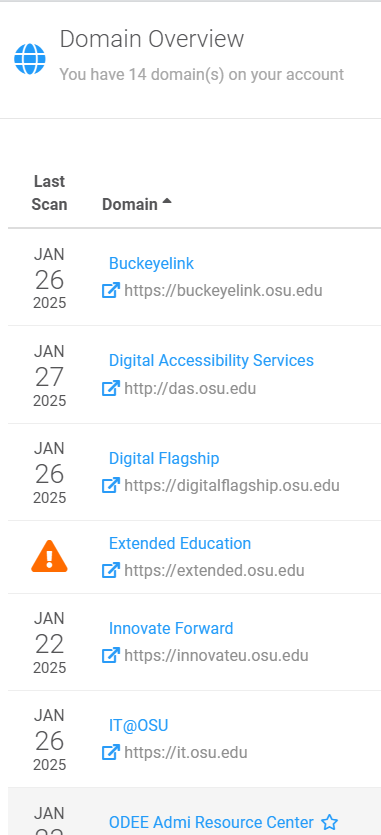 Domain Overview
You have 14 domain(s) on your account
Last
Scan
Domain
JAN
26
2025
Buckeyelink
https://buckeyelink.osu.edu
JAN
27
2025
Digital Accessibility Services
http://das.osu.edu
JAN
26
2025
Digital Flagship
https://digitalflagship.osu.edu
Extended Education
https://extended.osu.edu
JAN
22
2025
Innovate Forward
https://innovateu.osu.edu
JAN
26
2025
IT@OSU
https://it.osu.edu
JAN
ODEE Admi Resource Center